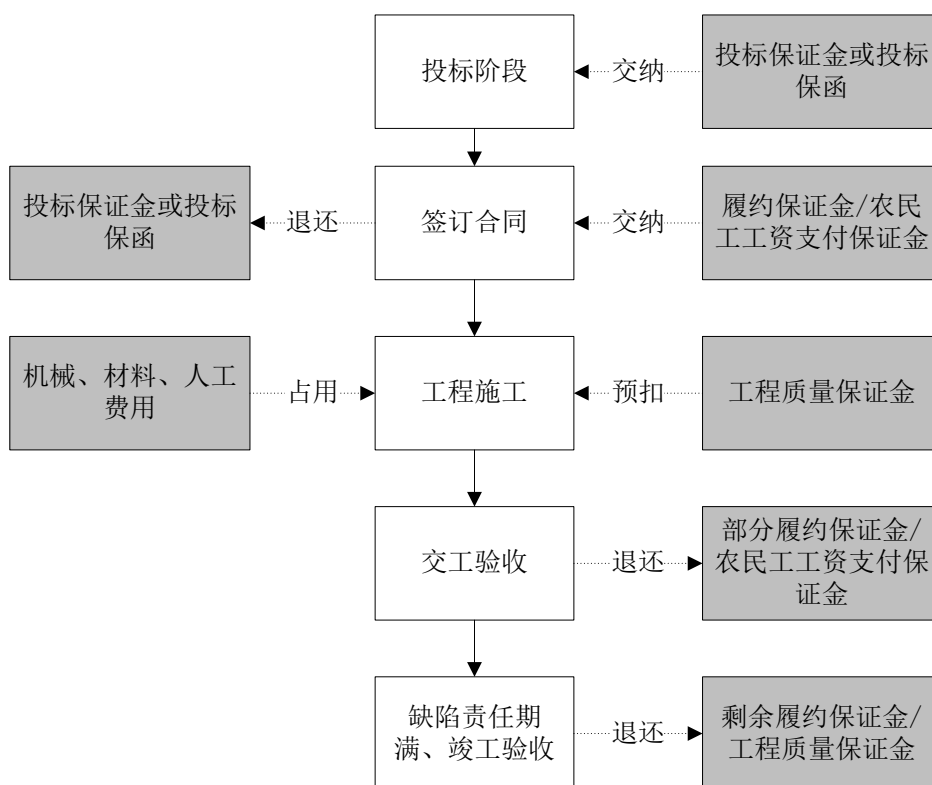 投标阶段
交纳
投标保证金或投标
保函
投标保证金或投标
保函
退还
签订合同
交纳
履约保证金/农民
工工资支付保证金
机械、材料、人工
费用
占用
工程施工
预扣
工程质量保证金
交工验收
退还
部分履约保证金/
农民工工资支付保
证金
缺陷责任期
满、竣工验收
退还
剩余履约保证金/
工程质量保证金